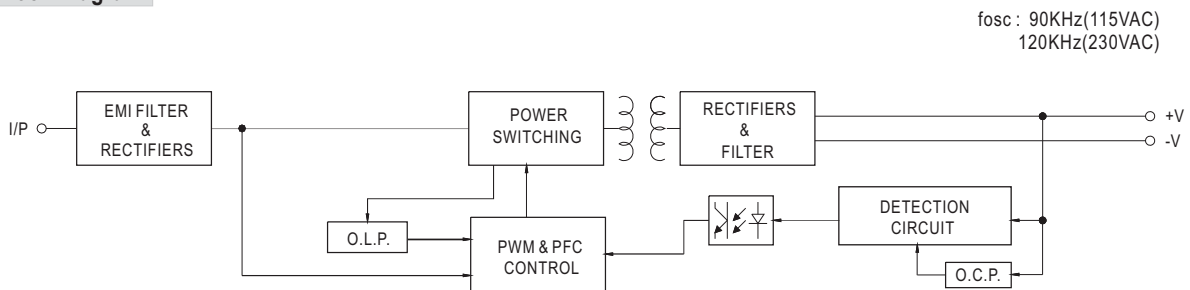 fosc : 90KHz(115VAC)
120KHz(230VAC)
I/P
EMI FILTER
&
RECTIFIERS
POWER
SWITCHING
RECTIFIERS
&
FILTER
+V
-V
O.L.P.
PWM & PFC
CONTROL
DETECTION
CIRCUIT
O.C.P.